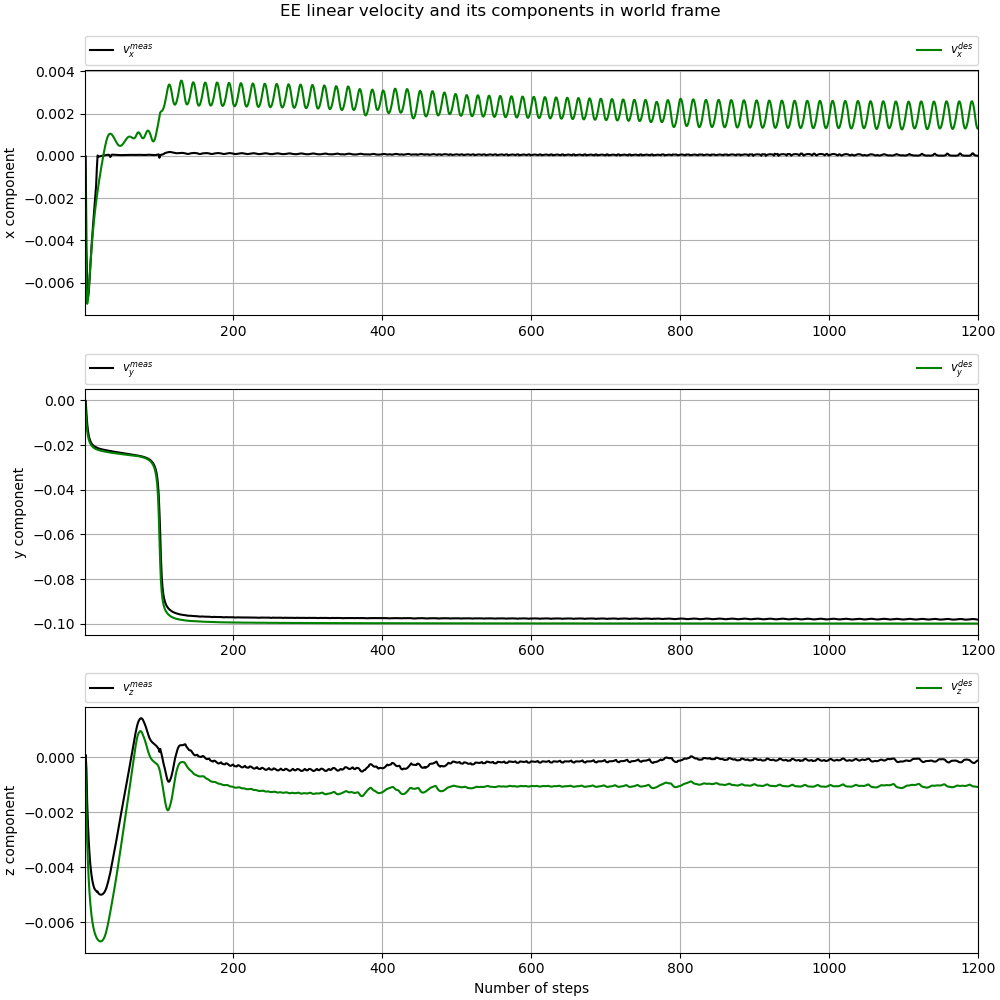 EE linear velocity and its components in world frame
v_x^meas v_x^des
0.004
0.002
0.000
−0.002
−0.004
−0.006
x component
200 400 600 800 1000 1200
v_y^meas v_y^des
0.00
−0.02
−0.04
−0.06
−0.08
−0.10
y component
200 400 600 800 1000 1200
v_z^meas v_z^des
0.000
−0.002
−0.004
−0.006
z component
200 400 600 800 1000 1200
Number of steps